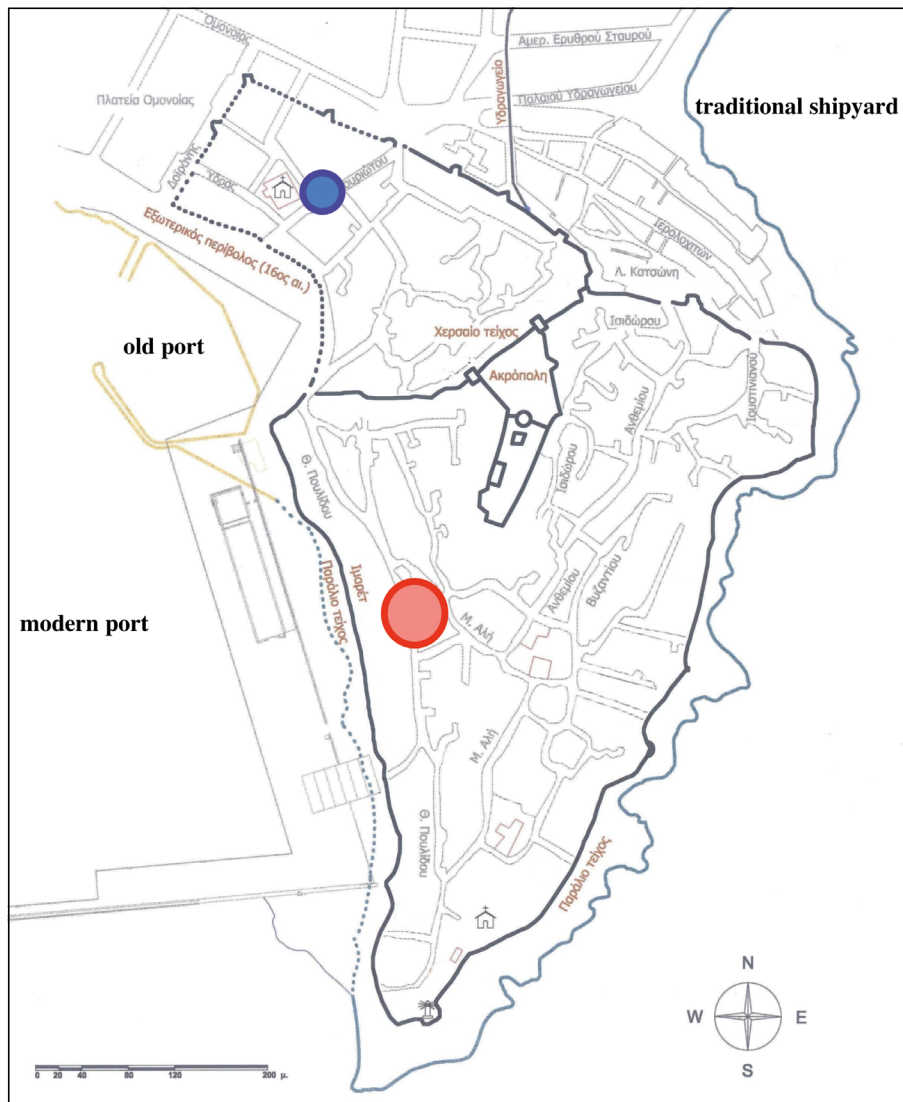 Ομονοίας
Αμερ. Ερυθρού Σταυρού
Πλατεία Ομονοίας
Υδραγωγείο
Παλαιού Υδραγωγείου
traditional shipyard
Δοϊράνης
Ύδρας
ουριώτου
Εξωτερικός περίβολος (16ος αι.)
Ιερολοχιτών
Λ. Κατσώνη
old port
Χερσαίο τείχος
Ισιδώρου
Ακρόπολη
Ιουστινιανού
Ανθεμίου
Θ. Πουλίδου
Ισιδώρου
Ιμαρέτ
Παράλιο τείχος
Ανθεμίου
Βυζαντίου
modern port
Μ. Αλή
Μ. Αλή
Θ. Πουλίδου
Παράλιο τείχος
N
W E
S
0 20 40 80 120 200 μ.